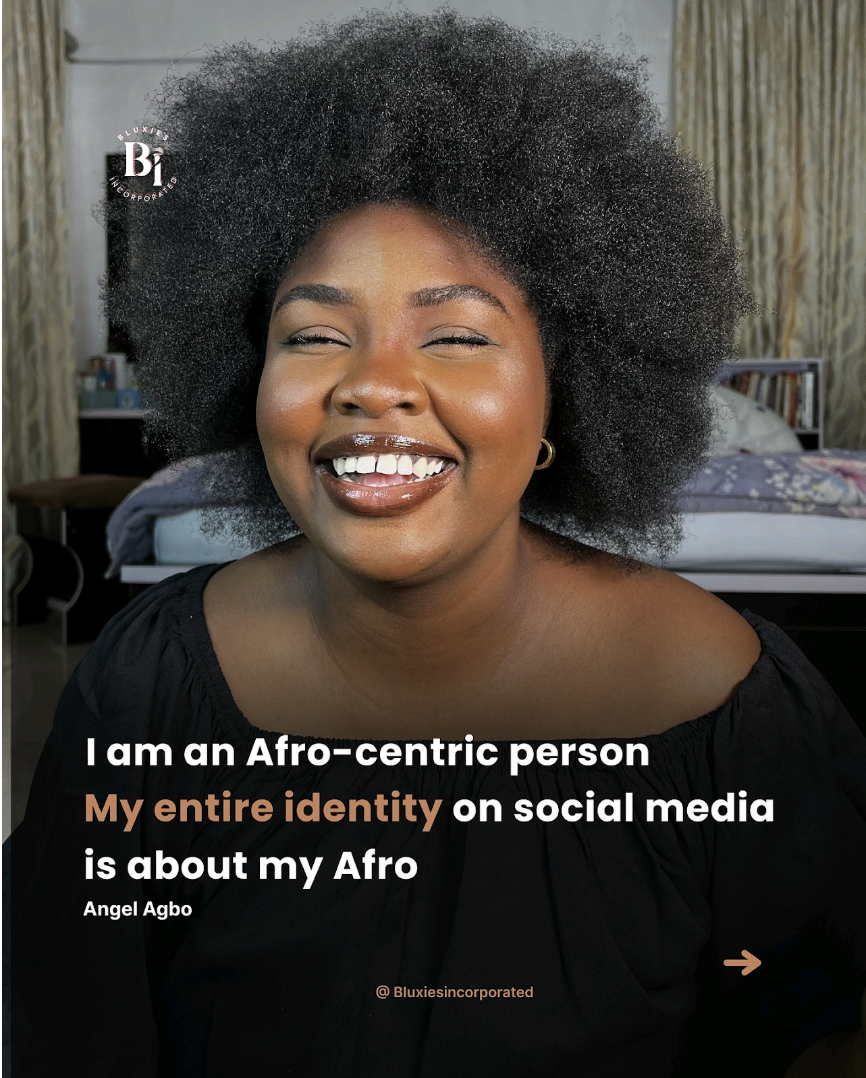 BLUXIES
Bi
INCORPORATED
I am an Afro-centric person
My entire identity on social media
is about my Afro
Angel Agbo
@ Bluxiesincorporated